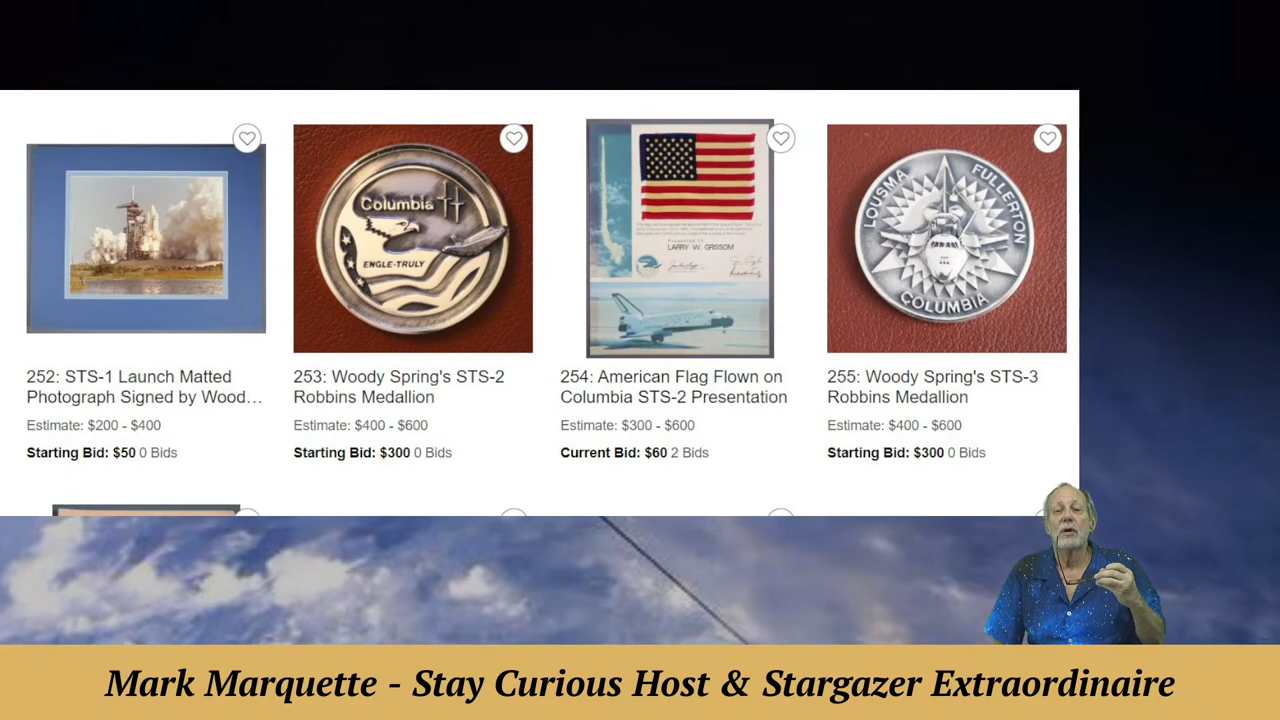 Columbia
ENGLE-TRULY
LARRY W. GRISSOM
LOUSMA
FULLERTON
COLUMBIA
252: STS-1 Launch Matted
Photograph Signed by Wood…
Estimate: $200 - $400
Starting Bid: $50 0 Bids
253: Woody Spring's STS-2
Robbins Medallion
Estimate: $400 - $600
Starting Bid: $300 0 Bids
254: American Flag Flown on
Columbia STS-2 Presentation
Estimate: $300 - $600
Current Bid: $60 2 Bids
255: Woody Spring's STS-3
Robbins Medallion
Estimate: $400 - $600
Starting Bid: $300 0 Bids
Mark Marquette - Stay Curious Host & Stargazer Extraordinaire